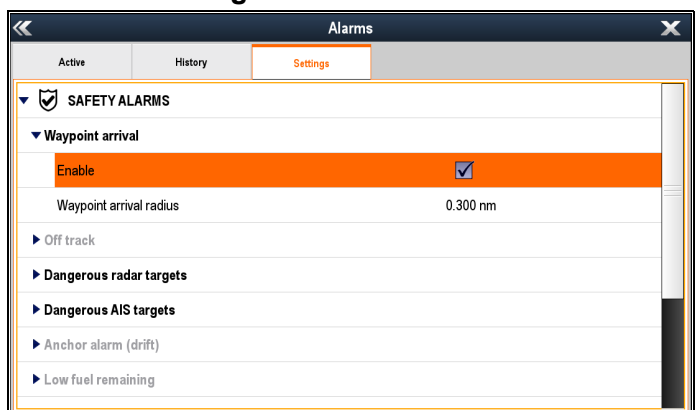 Alarms
Active History Settings
SAFETY ALARMS
Waypoint arrival
Enable
Waypoint arrival radius 0.300 nm
Off track
Dangerous radar targets
Dangerous AIS targets
Anchor alarm (drift)
Low fuel remaining